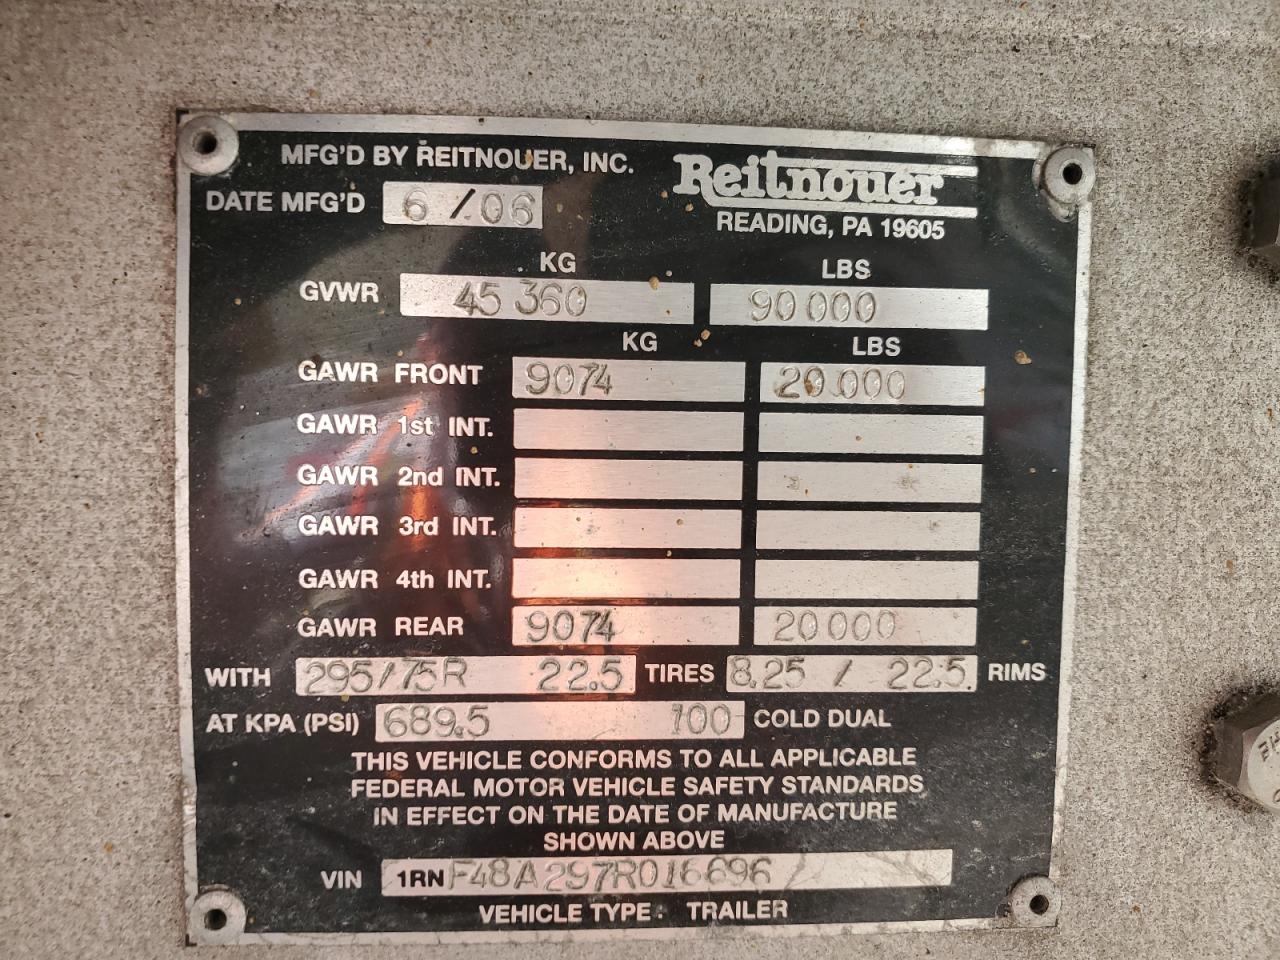 MFG'D BY REITNOUER, INC.
Reitnouer
DATE MFG'D 6/06
READING, PA 19605
KG LBS
GVWR 45 360 90 000
KG LBS
GAWR FRONT 9074 20.000
GAWR 1st INT.
GAWR 2nd INT.
GAWR 3rd INT.
GAWR 4th INT.
GAWR REAR 9074 20000
WITH 295/75R 22.5 TIRES 8.25 / 22.5 RIMS
AT KPA (PSI) 689.5 100 COLD DUAL
THIS VEHICLE CONFORMS TO ALL APPLICABLE
FEDERAL MOTOR VEHICLE SAFETY STANDARDS
IN EFFECT ON THE DATE OF MANUFACTURE
SHOWN ABOVE
VIN 1RNF48A297R016696
VEHICLE TYPE: TRAILER